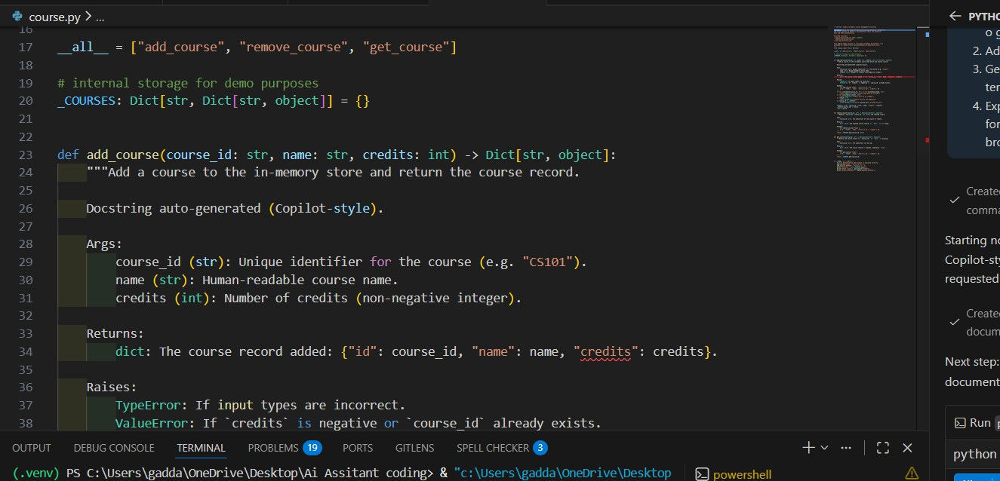 course.py > ...
PYTHO
16
17 __all__ = ["add_course", "remove_course", "get_course"]
18
19 # internal storage for demo purposes
20 _COURSES: Dict[str, Dict[str, object]] = {}
21
22
23 def add_course(course_id: str, name: str, credits: int) -> Dict[str, object]:
24 """Add a course to the in-memory store and return the course record.
25
26 Docstring auto-generated (Copilot-style).
27
28 Args:
29 course_id (str): Unique identifier for the course (e.g. "CS101").
30 name (str): Human-readable course name.
31 credits (int): Number of credits (non-negative integer).
32
33 Returns:
34 dict: The course record added: {"id": course_id, "name": name, "credits": credits}.
35
36 Raises:
37 TypeError: If input types are incorrect.
38 ValueError: If `credits` is negative or `course_id` already exists.
o g
2. Ad
3. Ge
ter
4. Exp
for
bro
Create
comma
Starting no
Copilot-sty
requested
Create
docum
Next step:
document
Run p
python
OUTPUT DEBUG CONSOLE TERMINAL PROBLEMS 19 PORTS GITLENS SPELL CHECKER 3
(.venv) PS C:\Users\gadda\OneDrive\Desktop\Ai Assitant coding> & "c:\Users\gadda\OneDrive\Desktop
powershell